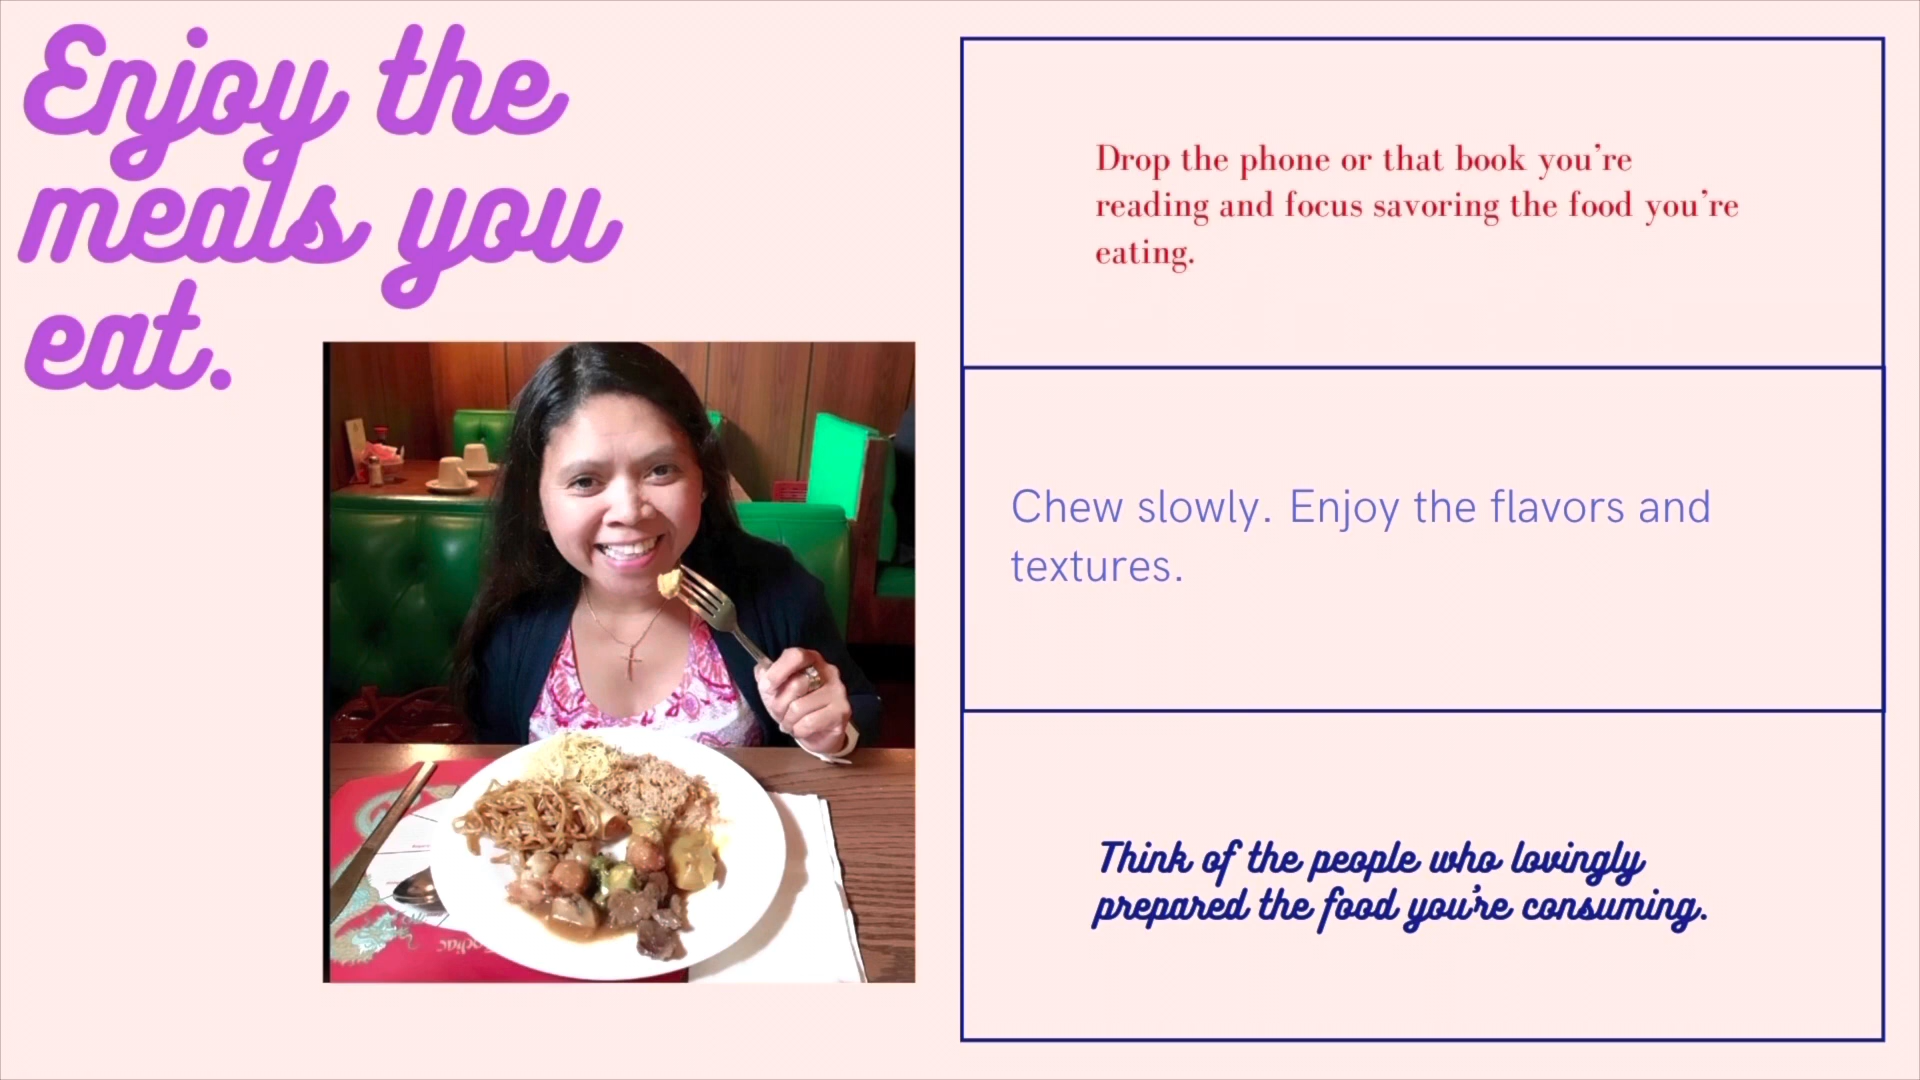 Enjoy the
meals you
eat.
Drop the phone or that book you're
reading and focus savoring the food you're
eating.
Chew slowly. Enjoy the flavors and
textures.
Think of the people who lovingly
prepared the food you're consuming.